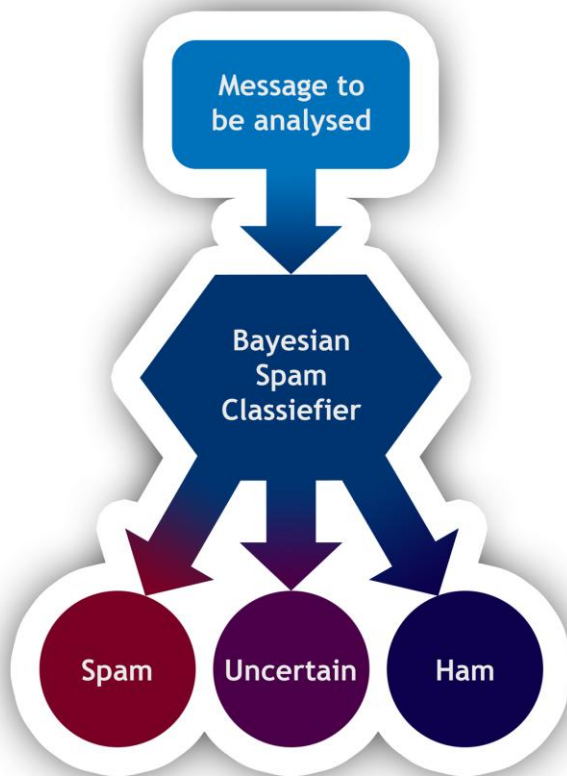 Message to
be analysed
Bayesian
Spam
Classiefier
Spam
Uncertain
Ham